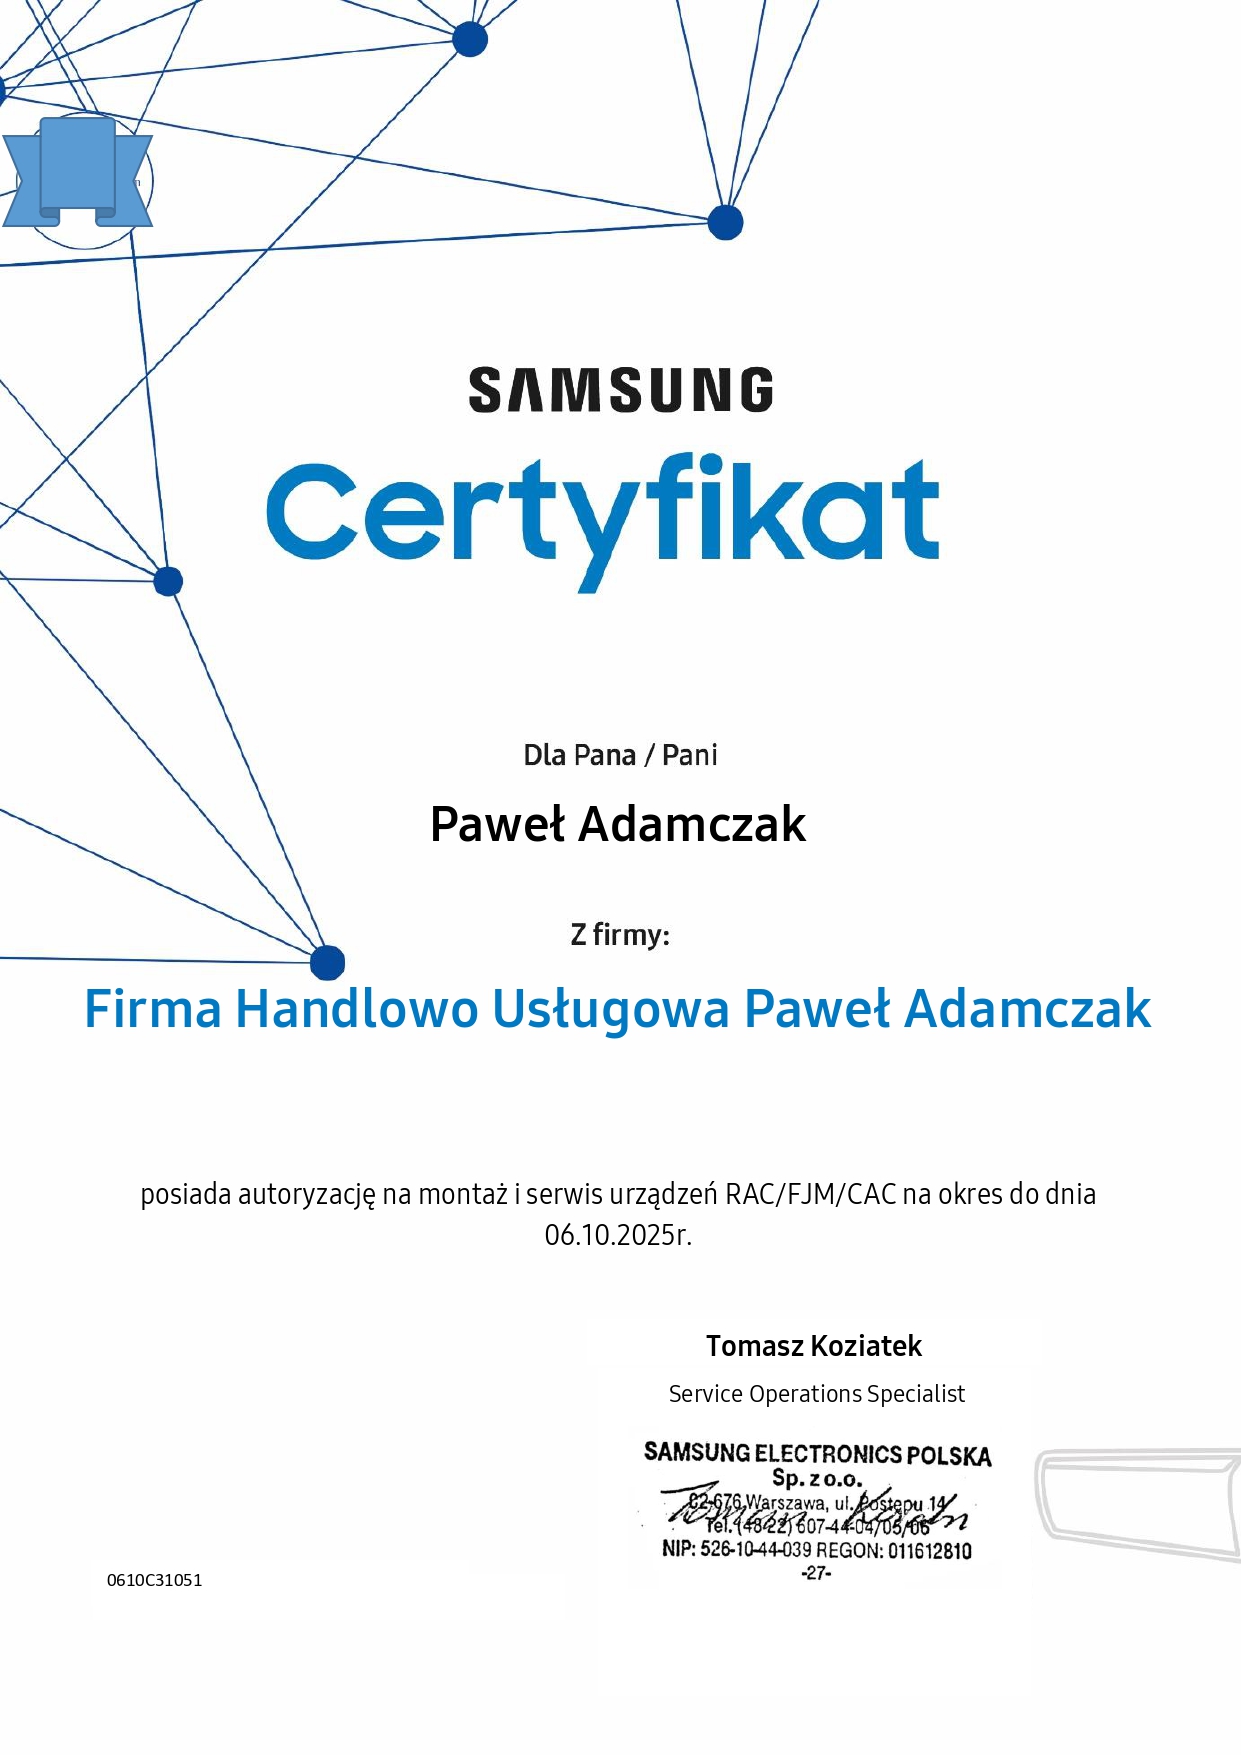 SAMSUNG
Certyfikat
Dla Pana / Pani
Paweł Adamczak
Z firmy:
Firma Handlowo Usługowa Paweł Adamczak
posiada autoryzację na montaż i serwis urządzeń RAC/FJM/CAC na okres do dnia
06.10.2025r.
Tomasz Koziatek
Service Operations Specialist
SAMSUNG ELECTRONICS POLSKA
Sp. z o.o.
02-676 Warszawa, ul. Postępu 14
Tel. (48-22) 607-44-04/05/06
NIP: 526-10-44-039 REGON: 011612810
-27-
0610C31051